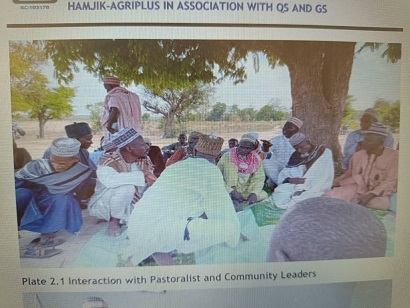 HAMJIK-AGRIPLUS IN ASSOCIATION WITH QS AND GS
Plate 2.1 Interaction with Pastoralist and Community Leaders